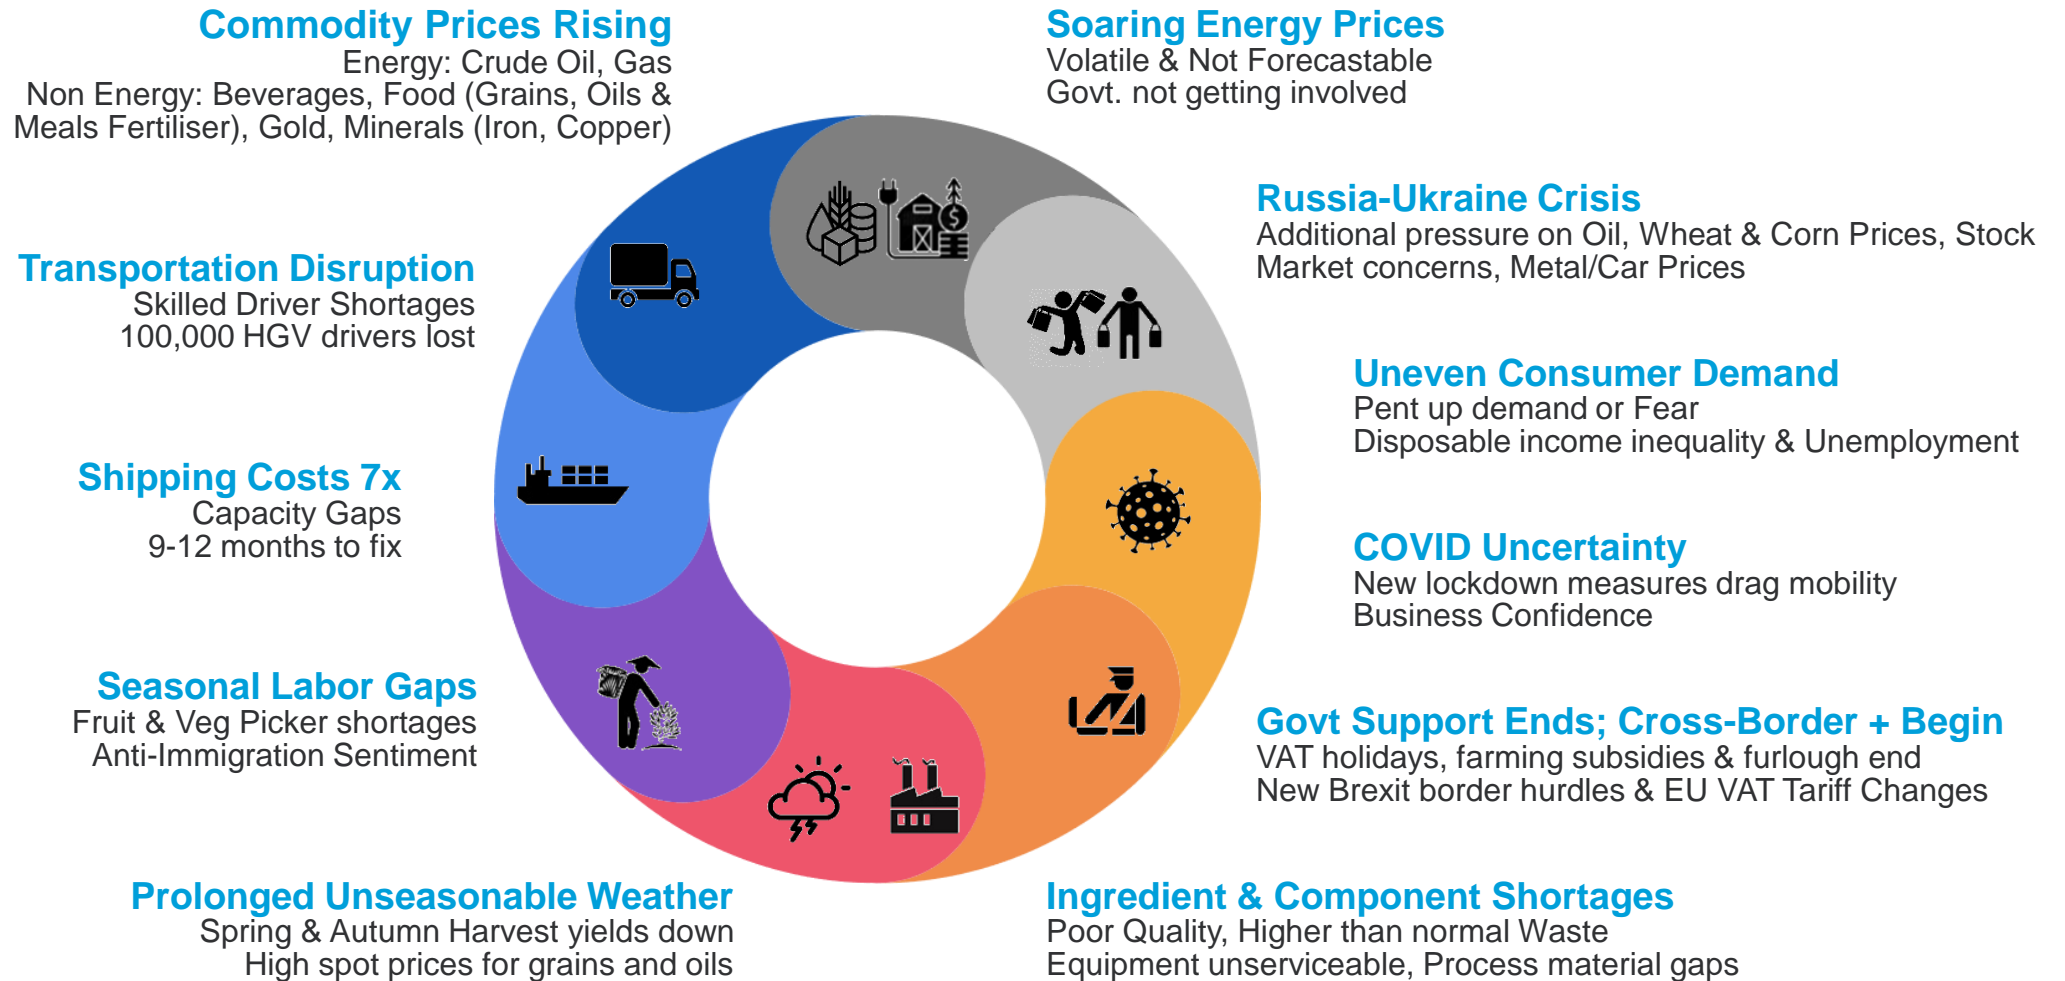 Commodity Prices Rising
Energy: Crude Oil, Gas
Non Energy: Beverages, Food (Grains, Oils &
Meals Fertiliser), Gold, Minerals (Iron, Copper)
Soaring Energy Prices
Volatile & Not Forecastable
Govt. not getting involved
Russia-Ukraine Crisis
Additional pressure on Oil, Wheat & Corn Prices, Stock
Market concerns, Metal/Car Prices
Transportation Disruption
Skilled Driver Shortages
100,000 HGV drivers lost
$
Uneven Consumer Demand
Pent up demand or Fear
Disposable income inequality & Unemployment
Shipping Costs 7x
Capacity Gaps
9-12 months to fix
COVID Uncertainty
New lockdown measures drag mobility
Business Confidence
Seasonal Labor Gaps
Fruit & Veg Picker shortages
Anti-Immigration Sentiment
Govt Support Ends; Cross-Border + Begin
VAT holidays, farming subsidies & furlough end
New Brexit border hurdles & EU VAT Tariff Changes
Prolonged Unseasonable Weather
Spring & Autumn Harvest yields down
High spot prices for grains and oils
Ingredient & Component Shortages
Poor Quality, Higher than normal Waste
Equipment unserviceable, Process material gaps